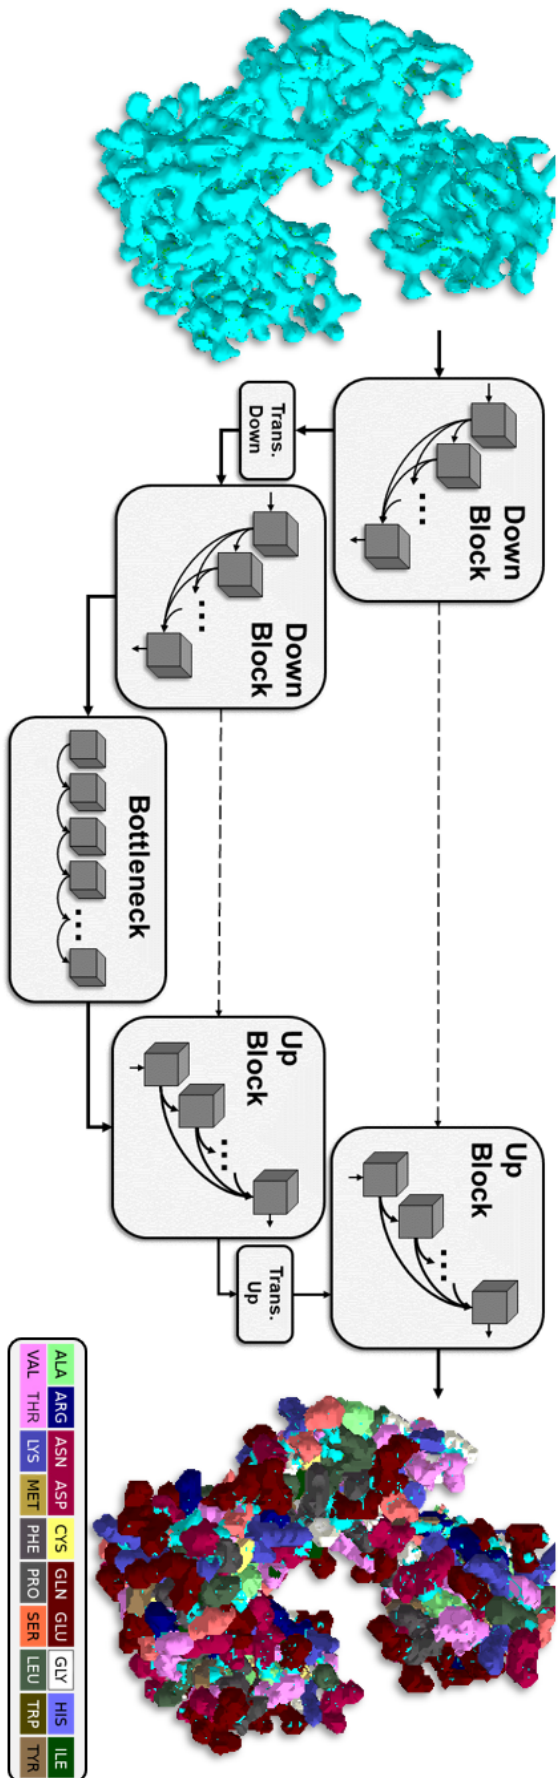 Down
Block
Trans.
Down
Down
Block
Bottleneck
Up
Block
Trans.
Up
Up
Block
ALA ARG ASN ASP CYS GLN GLU GLY HIS ILE
VAL THR LYS MET PHE PRO SER LEU TRP TYR